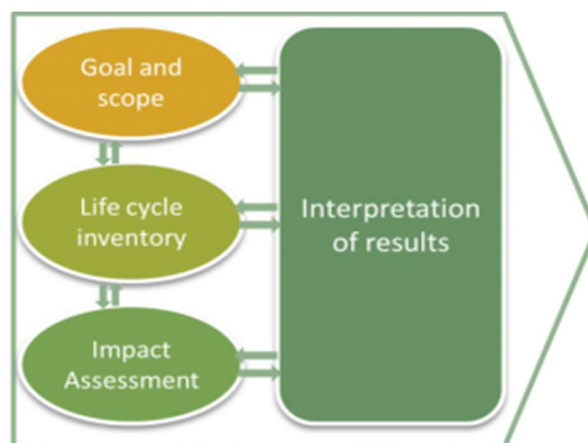 Goal and
scope
Life cycle
inventory
Impact
Assessment
Interpretation
of results